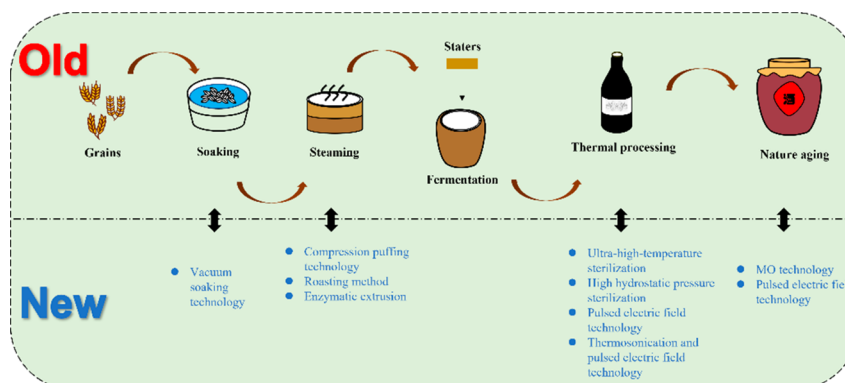 Old
Staters
Grains
Soaking
Steaming
Fermentation
Thermal processing
Nature aging
New
Vacuum
soaking
technology
Compression puffing
technology
Roasting method
Enzymatic extrusion
Ultra-high-temperature
sterilization
High hydrostatic pressure
sterilization
Pulsed electric field
technology
Thermosonication and
pulsed electric field
technology
MO technology
Pulsed electric fie
technology